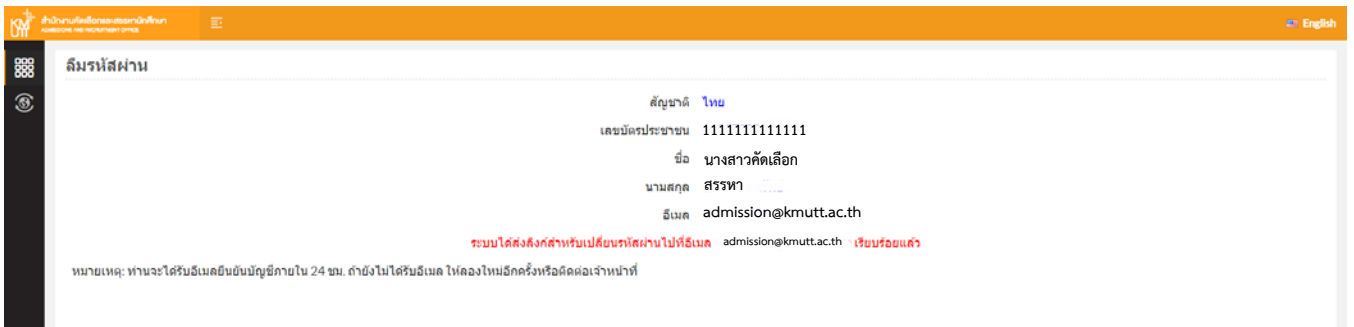 KMUTT สำนักงานคัดเลือกและสรรหานักศึกษา
ADMISSIONS AND RECRUITMENT OFFICE
English
ลืมรหัสผ่าน
สัญชาติ ไทย
เลขบัตรประชาชน 1111111111111
ชื่อ นางสาวคัดเลือก
นามสกุล สรรหา
อีเมล admission@kmutt.ac.th
ระบบได้ส่งลิงก์สำหรับเปลี่ยนรหัสผ่านไปที่อีเมล admission@kmutt.ac.th เรียบร้อยแล้ว
หมายเหตุ: ท่านจะได้รับอีเมลยืนยันบัญชีภายใน 24 ชม. ถ้ายังไม่ได้รับอีเมล ให้ลองใหม่อีกครั้งหรือติดต่อเจ้าหน้าที่